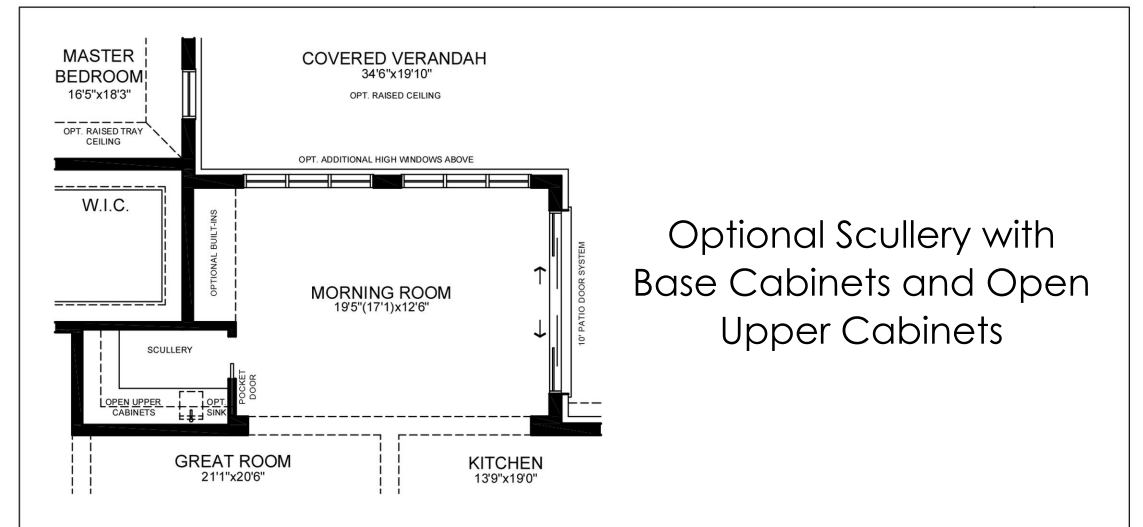 MASTER
BEDROOM
16'5"x18'3"
OPT. RAISED TRAY
CEILING
COVERED VERANDAH
34'6"x19'10"
OPT. RAISED CEILING
OPT. ADDITIONAL HIGH WINDOWS ABOVE
W.I.C.
OPTIONAL BUILT-INS
MORNING ROOM
19'5"(17'1)x12'6"
10' PATIO DOOR SYSTEM
SCULLERY
POCKET
DOOR
OPEN UPPER
CABINETS
OPT.
SINK
GREAT ROOM
21'1"x20'6"
KITCHEN
13'9"x19'0"
Optional Scullery with
Base Cabinets and Open
Upper Cabinets